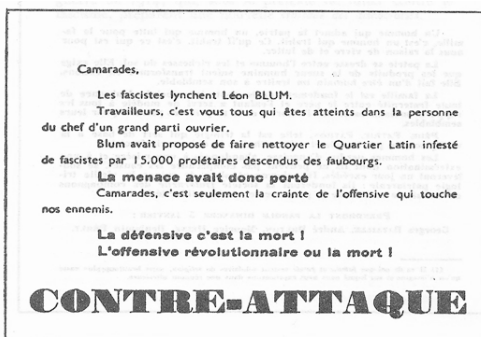 Camarades,
Les fascistes lynchent Léon BLUM.
Travailleurs, c'est vous tous qui êtes atteints dans la personne
du chef d'un grand parti ouvrier.
Blum avait proposé de faire nettoyer le Quartier Latin infesté
de fascistes par 15.000 prolétaires descendus des faubourgs.
La menace avait donc porté
Camarades, c'est seulement la crainte de l'offensive qui touche
nos ennemis.
La défensive c'est la mort !
L'offensive révolutionnaire ou la mort !
CONTRE-ATTAQUE